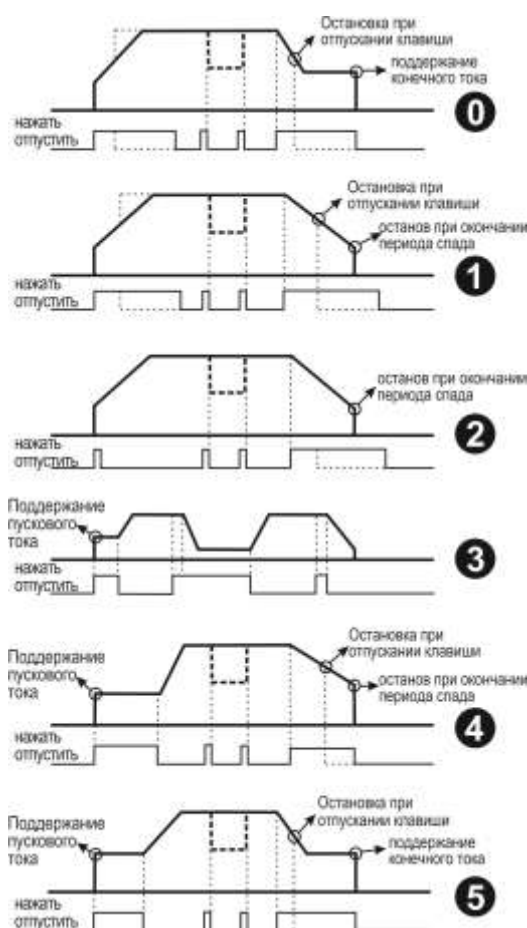 Остановка при
отпускании клавиши
поддержание
конечного тока
0
нажать
отпустить
Остановка при
отпускании клавиши
останов при окончании
периода спада
1
нажать
отпустить
останов при окончании
периода спада
2
нажать
отпустить
Поддержание
пускового
тока
3
нажать
отпустить
Остановка при
отпускании клавиши
Поддержание
пускового
тока
останов при окончании
периода спада
4
нажать
отпустить
Остановка при
отпускании клавиши
Поддержание
пускового
тока
поддержание
конечного тока
5
нажать
отпустить